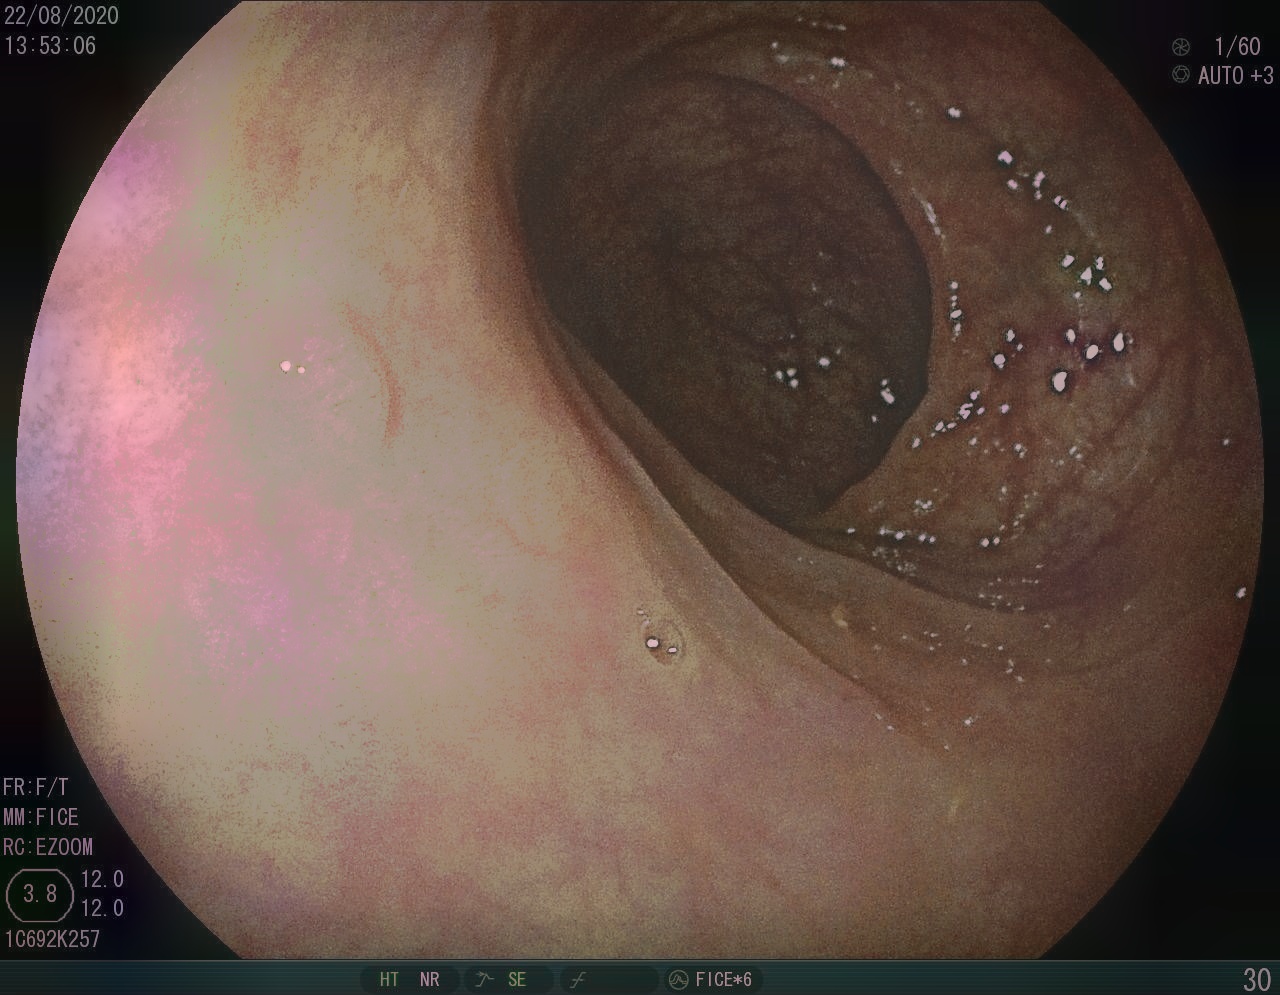 22/08/2020
13:53:06
1/60
AUTO +3
FR:F/T
MM:FICE
RC:EZOOM
3.8
12.0
12.0
1C692K257
HT NR SE FICE*6
30